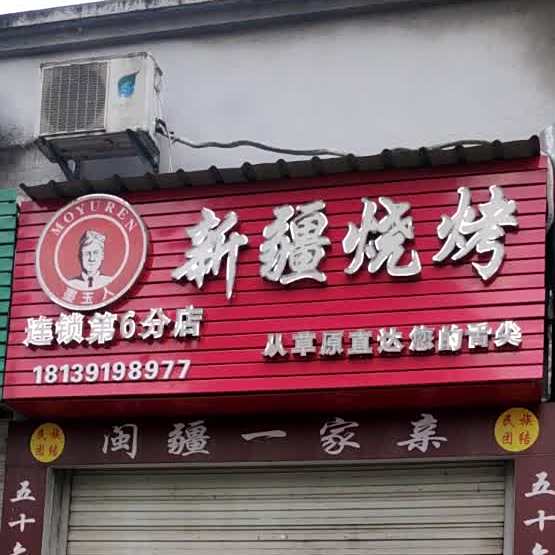 MOYUREN
墨玉人
新疆烧烤
连锁第6分店
从草原直达您的舌尖
18139198977
民族
团结
闽疆一家亲
民族
团结
五十
五十